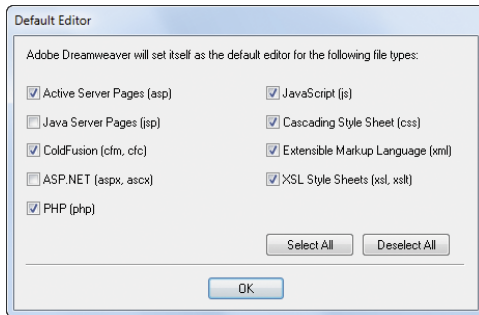 Default Editor
Adobe Dreamweaver will set itself as the default editor for the following file types:
Active Server Pages (asp)
Java Server Pages (jsp)
ColdFusion (cfm, cfc)
ASP.NET (aspx, ascx)
PHP (php)
JavaScript (js)
Cascading Style Sheet (css)
Extensible Markup Language (xml)
XSL Style Sheets (xsl, xslt)
Select All
Deselect All
OK